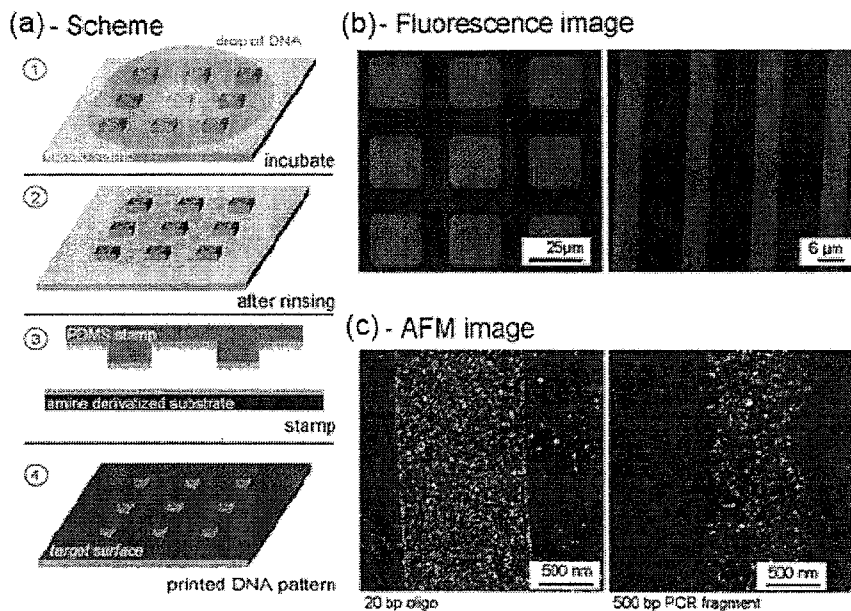 (a) - Scheme
drop of DNA
1
incubate
2
after rinsing
3
PDMS stamp
amine derivatized substrate
stamp
4
target surface
printed DNA pattern
(b) - Fluorescence image
25µm
6 µm
(c) - AFM image
500 nm
20 bp oligo
500 nm
500 bp PCR fragment